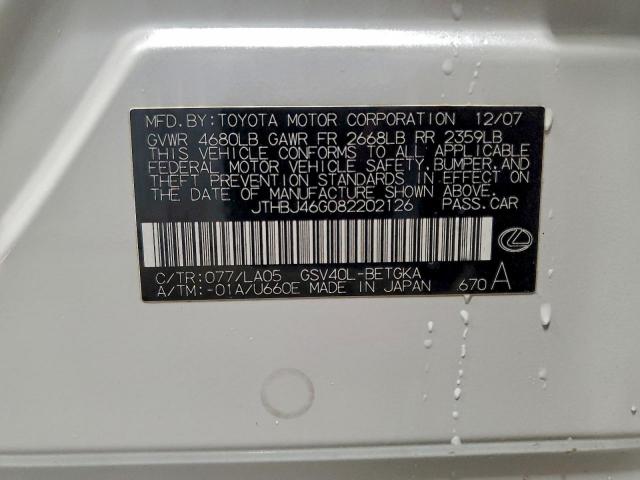 MFD.BY:TOYOTA MOTOR CORPORATION 12/07
GVWR 4680LB GAWR FR 2668LB RR 2359LB
THIS VEHICLE CONFORMS TO ALL APPLICABLE
FEDERAL MOTOR VEHICLE SAFETY,BUMPER,AND
THEFT PREVENTION STANDARDS IN EFFECT
ON THE DATE OF MANUFACTURE SHOWN ABOVE.
JTHBJ46G082202126 PASS.CAR
C/TR:077/LA05 GSV40L-BETGKA
A/TM:-01A/U660E MADE IN JAPAN 670 A